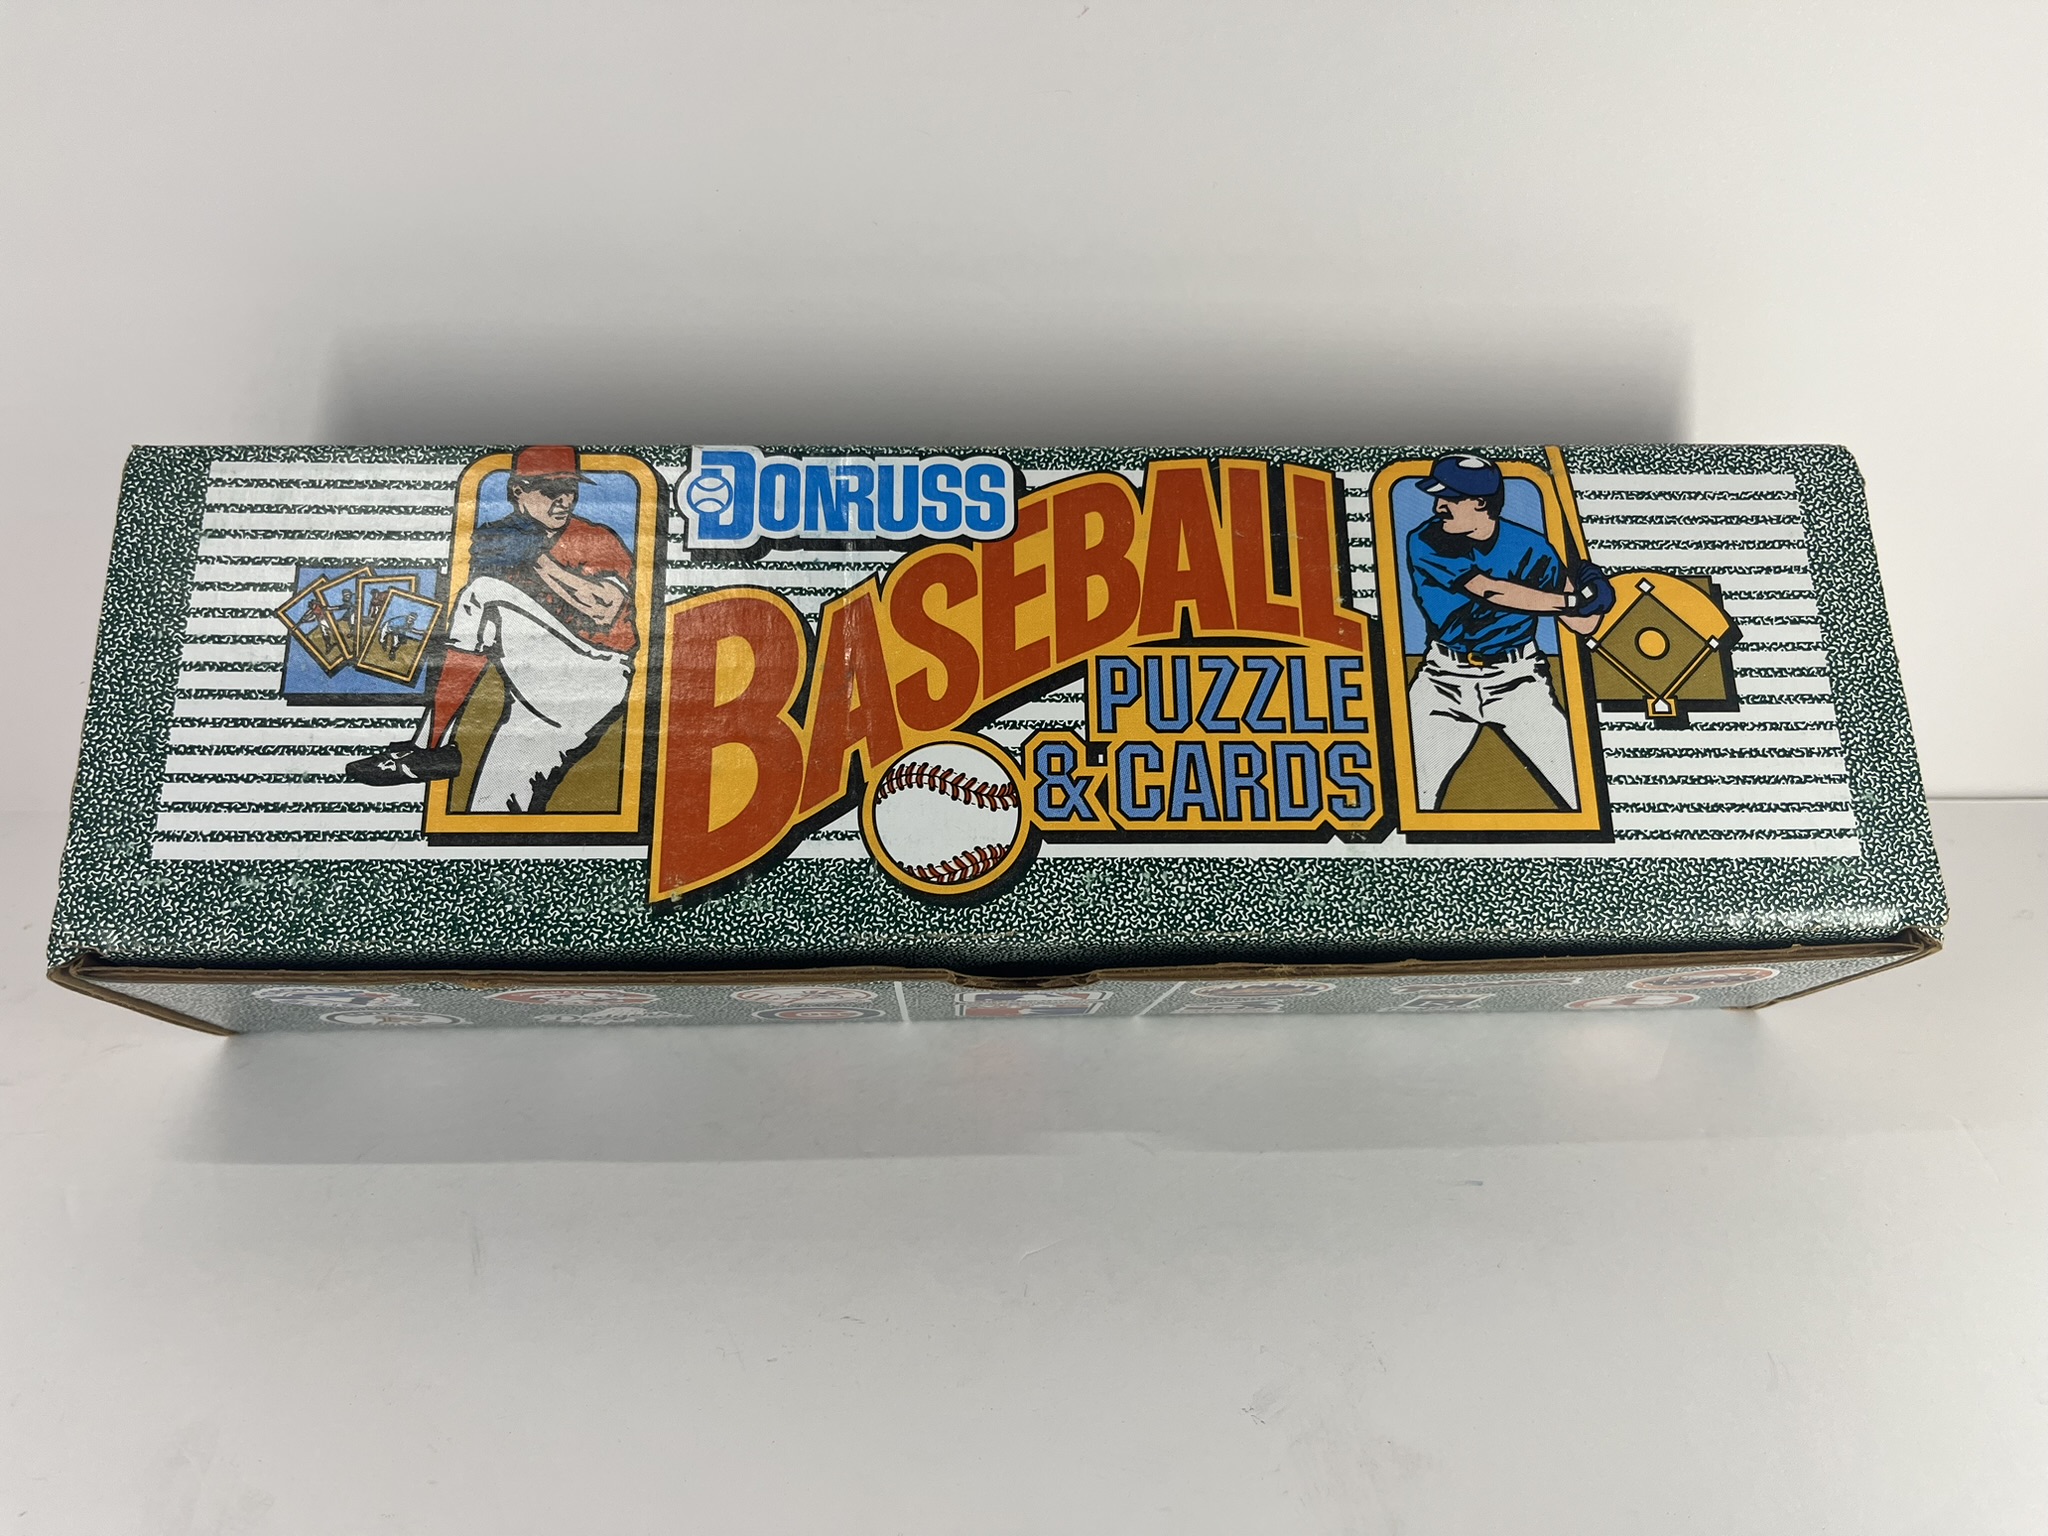 DONRUSS
BASEBALL
PUZZLE
& CARDS